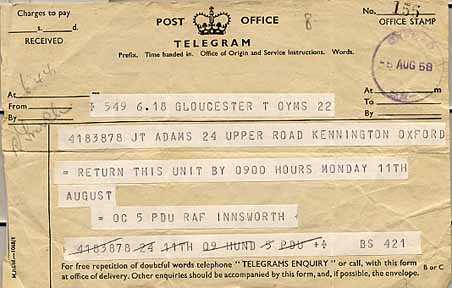 Charges to pay
s. d.
RECEIVED
POST OFFICE
TELEGRAM
Prefix. Time handed in. Office of Origin and Service Instructions. Words.
8
No. 155
OFFICE STAMP
AUG 58
At m
From
By
At m
To
By
549 6.18 GLOUCESTER T OYMS 22
4183878 JT ADAMS 24 UPPER ROAD KENNINGTON OXFORD
= RETURN THIS UNIT BY 0900 HOURS MONDAY 11TH
AUGUST
= OC 5 PDU RAF INNSWORTH +
4183878 24 11TH 09 HUND 5 PDU ++ BS 421
For free repetition of doubtful words telephone "TELEGRAMS ENQUIRY" or call, with this form
at office of delivery. Other enquiries should be accompanied by this form, and, if possible, the envelope.
B or C